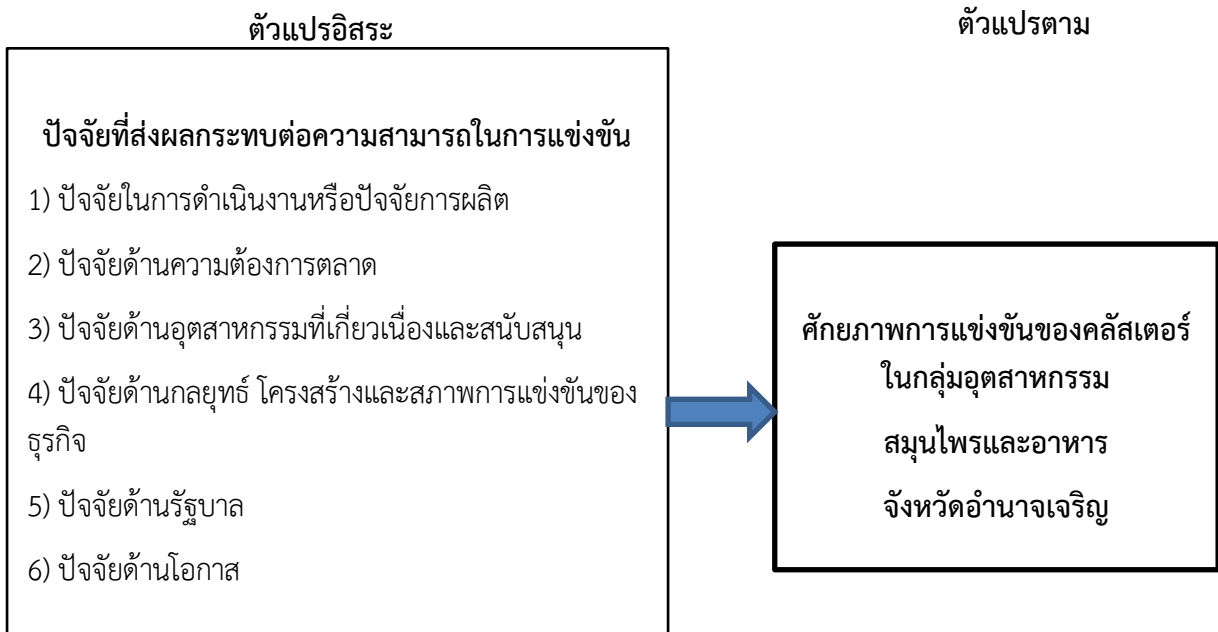 ตัวแปรอิสระ
ปัจจัยที่ส่งผลกระทบต่อความสามารถในการแข่งขัน
1) ปัจจัยในการดำเนินงานหรือปัจจัยการผลิต
2) ปัจจัยด้านความต้องการตลาด
3) ปัจจัยด้านอุตสาหกรรมที่เกี่ยวเนื่องและสนับสนุน
4) ปัจจัยด้านกลยุทธ์ โครงสร้างและสภาพการแข่งขันของ
ธุรกิจ
5) ปัจจัยด้านรัฐบาล
6) ปัจจัยด้านโอกาส
ตัวแปรตาม
ศักยภาพการแข่งขันของคลัสเตอร์
ในกลุ่มอุตสาหกรรม
สมุนไพรและอาหาร
จังหวัดอำนาจเจริญ